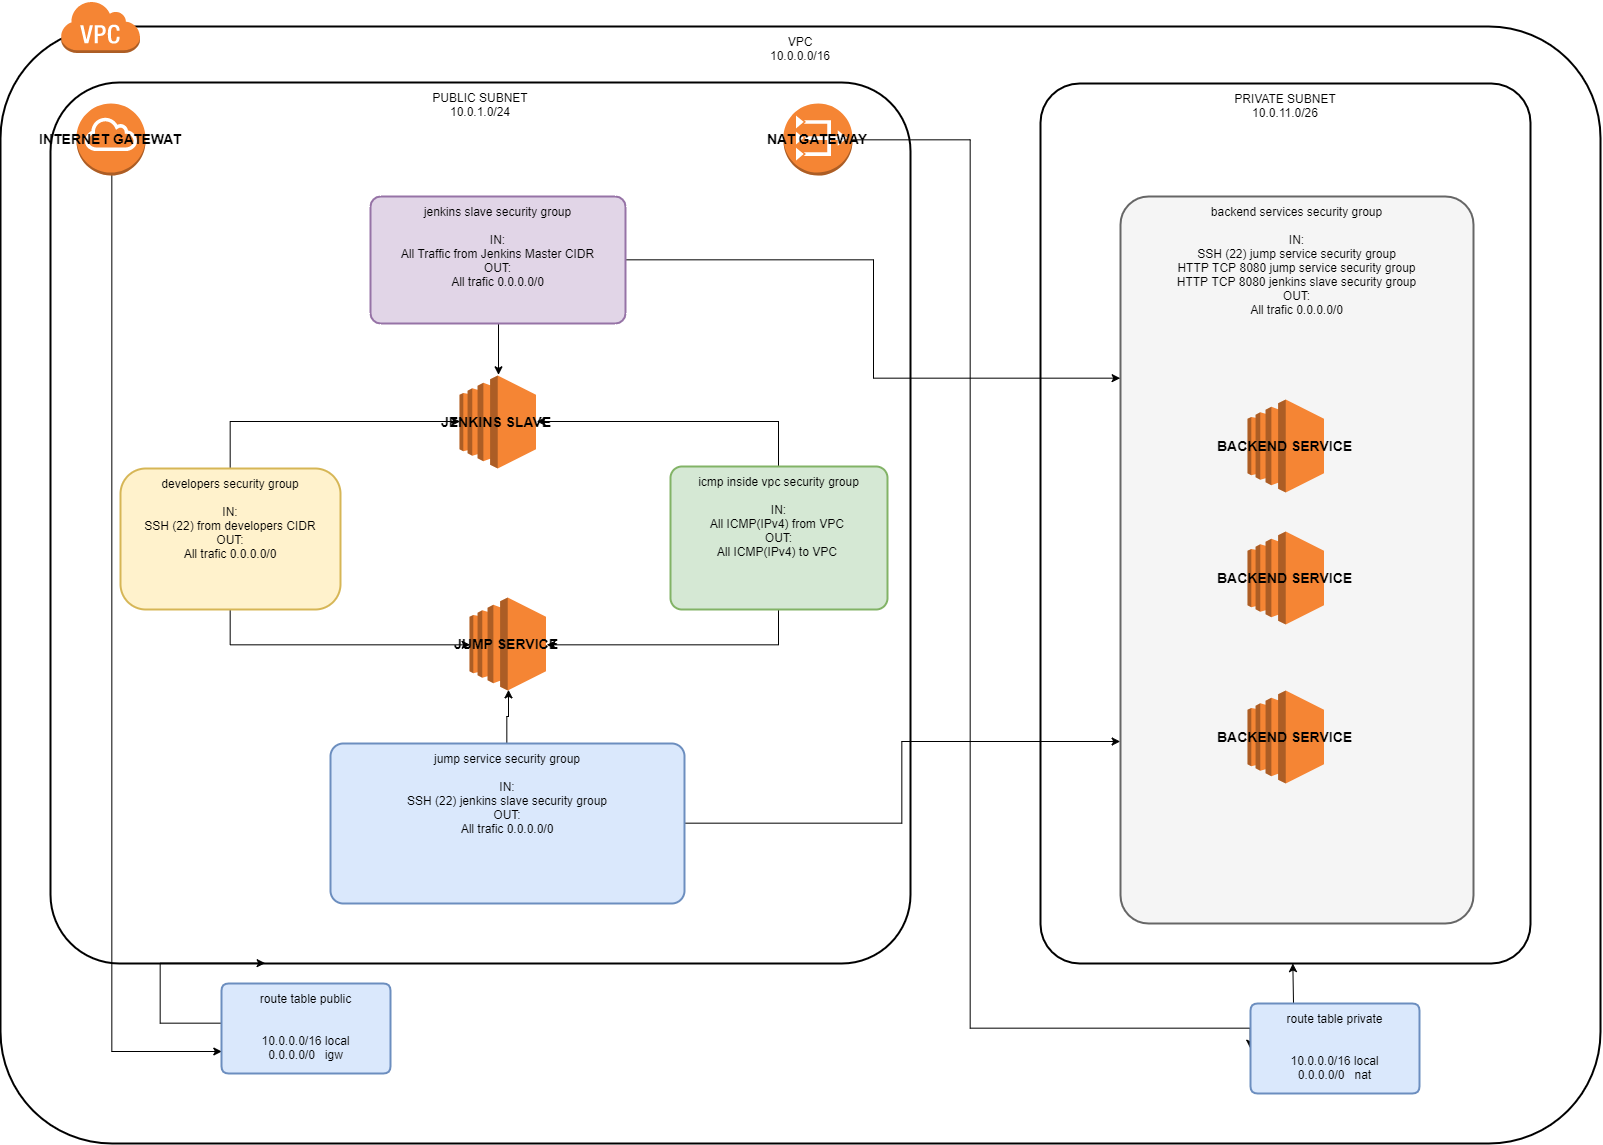 VPC
VPC
10.0.0.0/16
PUBLIC SUBNET
10.0.1.0/24
INTERNET GATEWAT
NAT GATEWAY
jenkins slave security group
IN:
All Traffic from Jenkins Master CIDR
OUT:
All trafic 0.0.0.0/0
JENKINS SLAVE
developers security group
IN:
SSH (22) from developers CIDR
OUT:
All trafic 0.0.0.0/0
icmp inside vpc security group
IN:
All ICMP(IPv4) from VPC
OUT:
All ICMP(IPv4) to VPC
JUMP SERVICE
jump service security group
IN:
SSH (22) jenkins slave security group
OUT:
All trafic 0.0.0.0/0
route table public
10.0.0.0/16 local
0.0.0.0/0   igw
PRIVATE SUBNET
10.0.11.0/26
backend services security group
IN:
SSH (22) jump service security group
HTTP TCP 8080 jump service security group
HTTP TCP 8080 jenkins slave security group
OUT:
All trafic 0.0.0.0/0
BACKEND SERVICE
BACKEND SERVICE
BACKEND SERVICE
route table private
10.0.0.0/16 local
0.0.0.0/0   nat